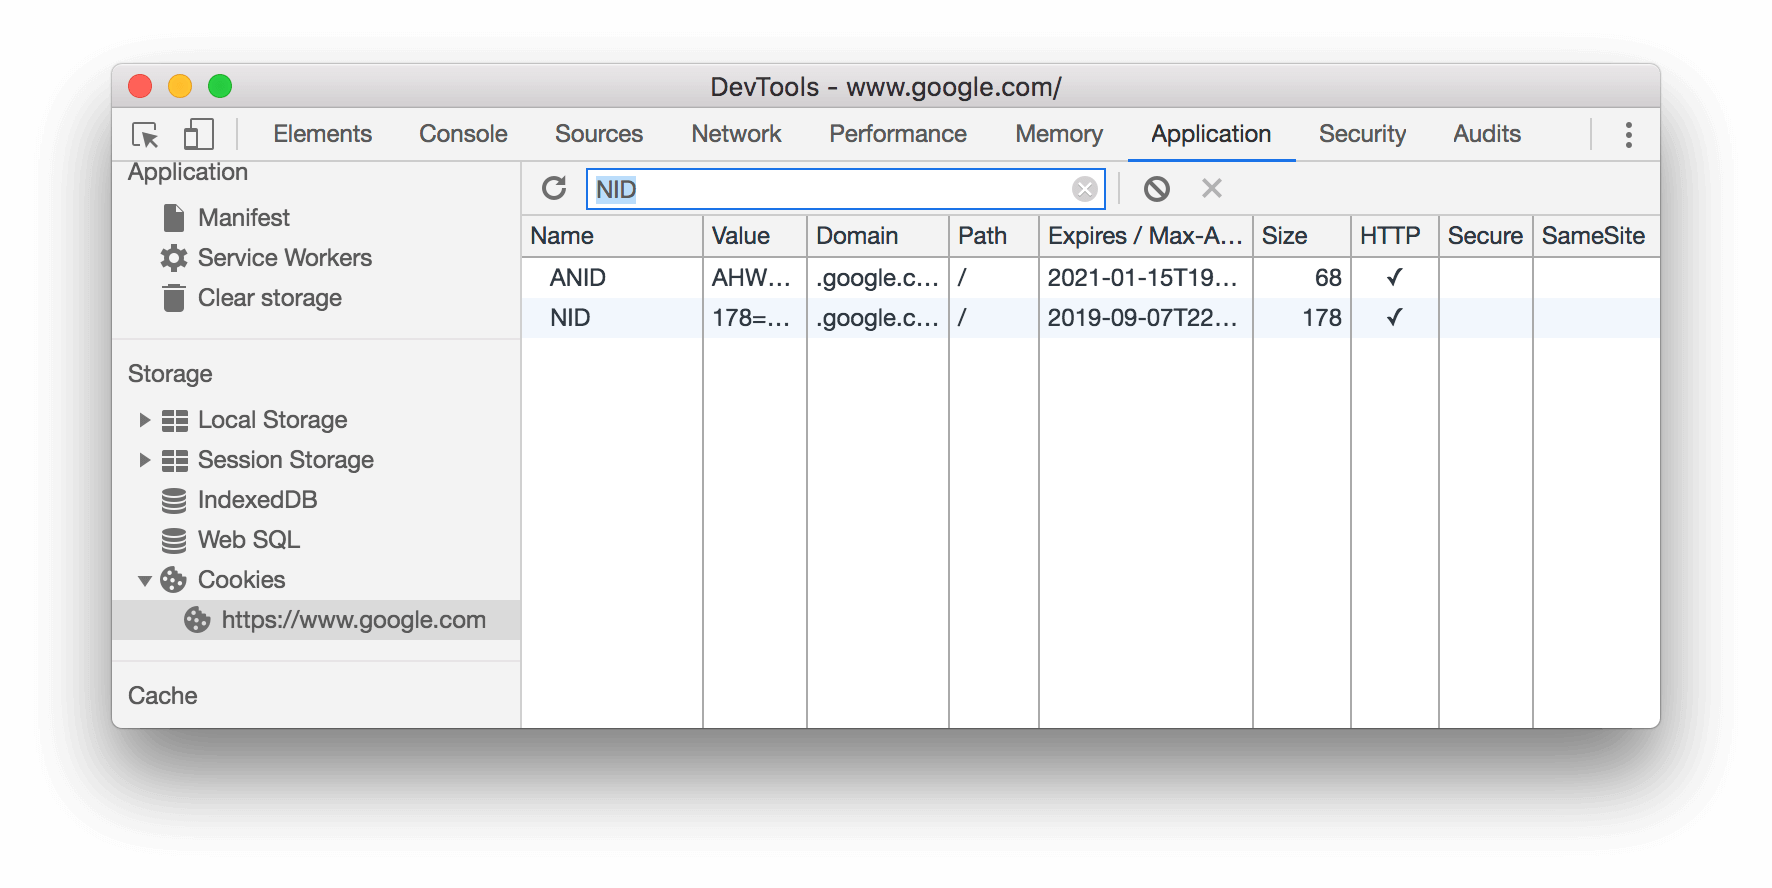 DevTools - www.google.com/
Elements Console Sources Network Performance Memory Application Security Audits
Application
Manifest
Service Workers
Clear storage
Storage
Local Storage
Session Storage
IndexedDB
Web SQL
Cookies
https://www.google.com
Cache
NID
Name Value Domain Path Expires / Max-A... Size HTTP Secure SameSite
ANID AHW... .google.c... / 2021-01-15T19... 68 ✓
NID 178=... .google.c... / 2019-09-07T22... 178 ✓